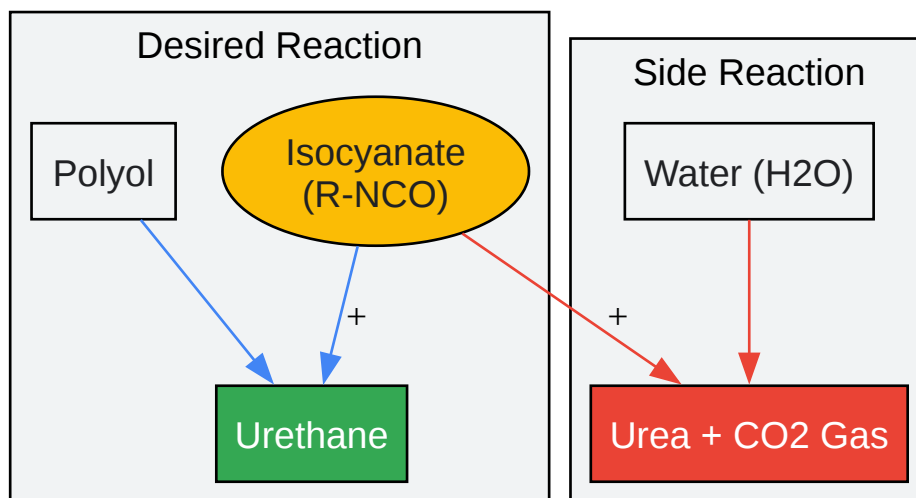 Desired Reaction
Side Reaction
Polyol
Isocyanate
(R-NCO)
Water (H2O)
+
+
Urethane
Urea + CO2 Gas